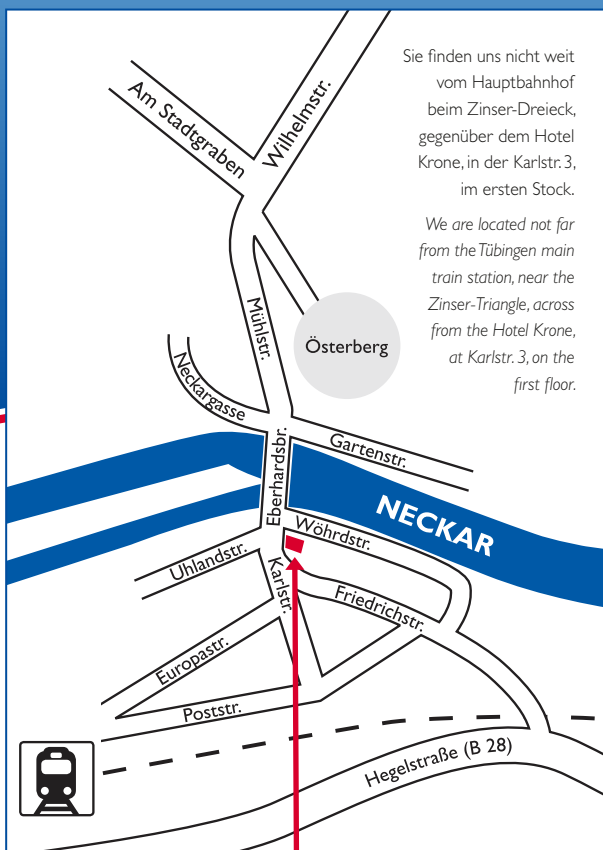 Sie finden uns nicht weit
vom Hauptbahnhof
beim Zinser-Dreieck,
gegenüber dem Hotel
Krone, in der Karlstr. 3,
im ersten Stock.
We are located not far
from the Tübingen main
train station, near the
Zinser-Triangle, across
from the Hotel Krone,
at Karlstr. 3, on the
first floor.
Am Stadtgraben
Wilhelmstr.
Mühlstr.
Österberg
Neckargasse
Gartenstr.
Eberhardsbr.
NECKAR
Wöhrdstr.
Uhlandstr.
Karlstr.
Friedrichstr.
Europastr.
Poststr.
Hegelstraße (B 28)